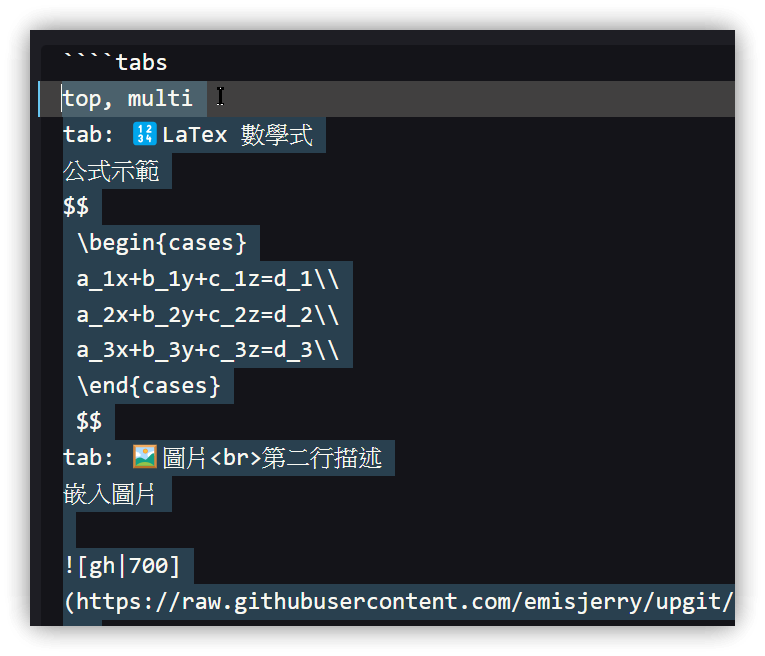 ````tabs
top, multi
tab: 🔢LaTex 數學式
公式示範
$$
 \begin{cases}
 a_1x+b_1y+c_1z=d_1\\
 a_2x+b_2y+c_2z=d_2\\
 a_3x+b_3y+c_3z=d_3\\
 \end{cases}
 $$
tab: 🖼️圖片<br>第二行描述
嵌入圖片
![gh|700]
(https://raw.githubusercontent.com/emisjerry/upgit/